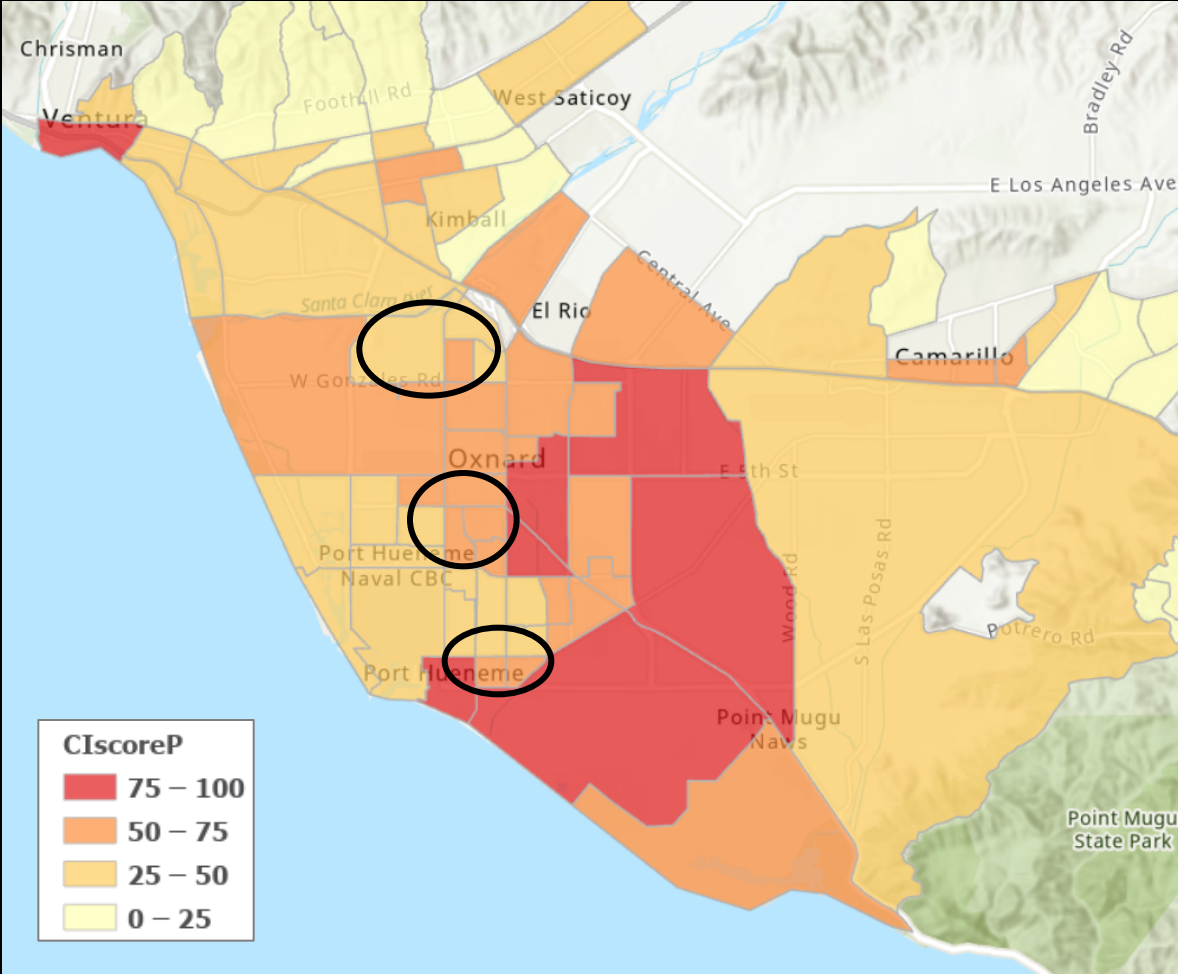 Chrisman
Bradley Rd
Foothill Rd
West Saticoy
Ventura
E Los Angeles Ave
Kimball
Central Ave
Santa Clara River
El Rio
Camarillo
W Gonzales Rd
Oxnard
E 5th St
Port Hueneme
Naval CBC
Wood Rd
S Las Posas Rd
Potrero Rd
Port Hueneme
Point Mugu
Naws
CIscoreP
75 – 100
50 – 75
25 – 50
0 – 25
Point Mugu
State Park